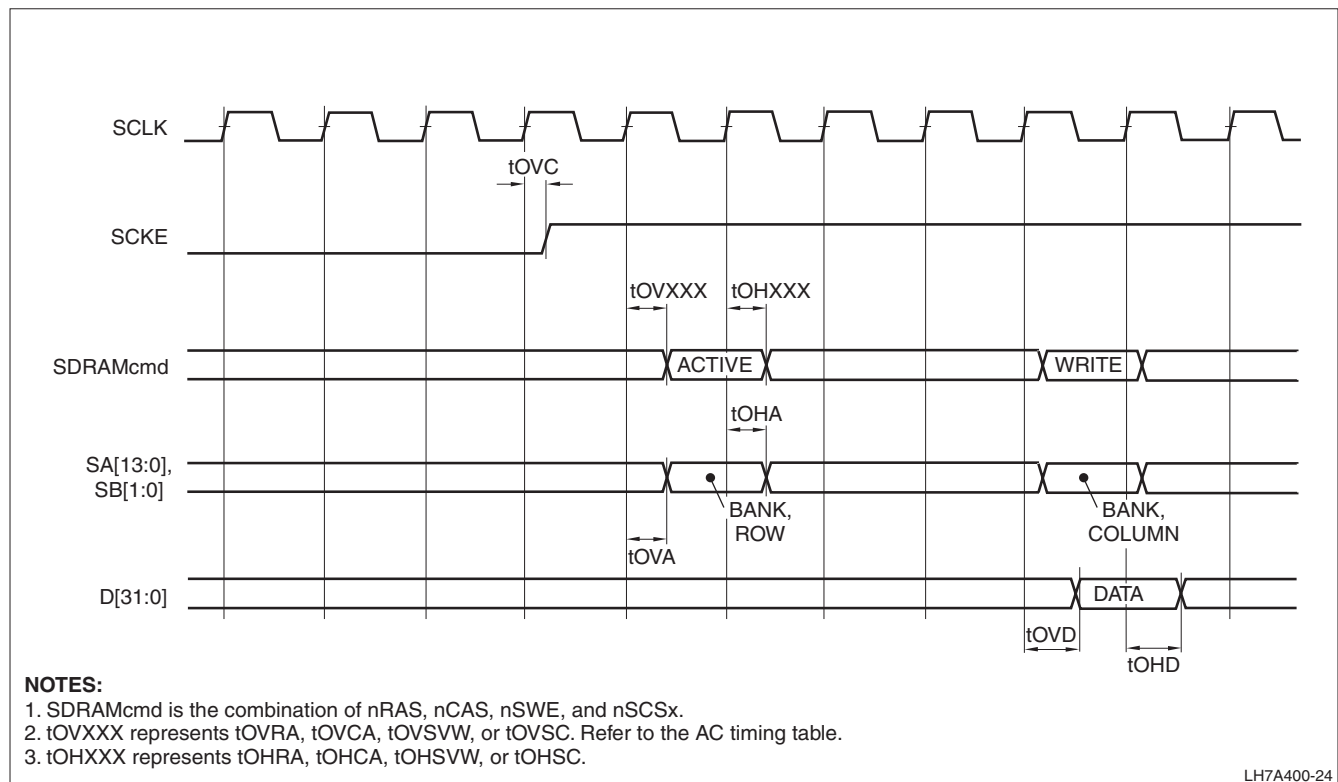 SCLK
tOVC
SCKE
tOVXXX
tOHXXX
SDRAMcmd
ACTIVE
WRITE
tOHA
SA[13:0],
SB[1:0]
BANK,
ROW
BANK,
COLUMN
tOVA
D[31:0]
DATA
tOVD
tOHD
NOTES:
1. SDRAMcmd is the combination of nRAS, nCAS, nSWE, and nSCSx.
2. tOVXXX represents tOVRA, tOVCA, tOVSVW, or tOVSC. Refer to the AC timing table.
3. tOHXXX represents tOHRA, tOHCA, tOHSVW, or tOHSC.
LH7A400-24